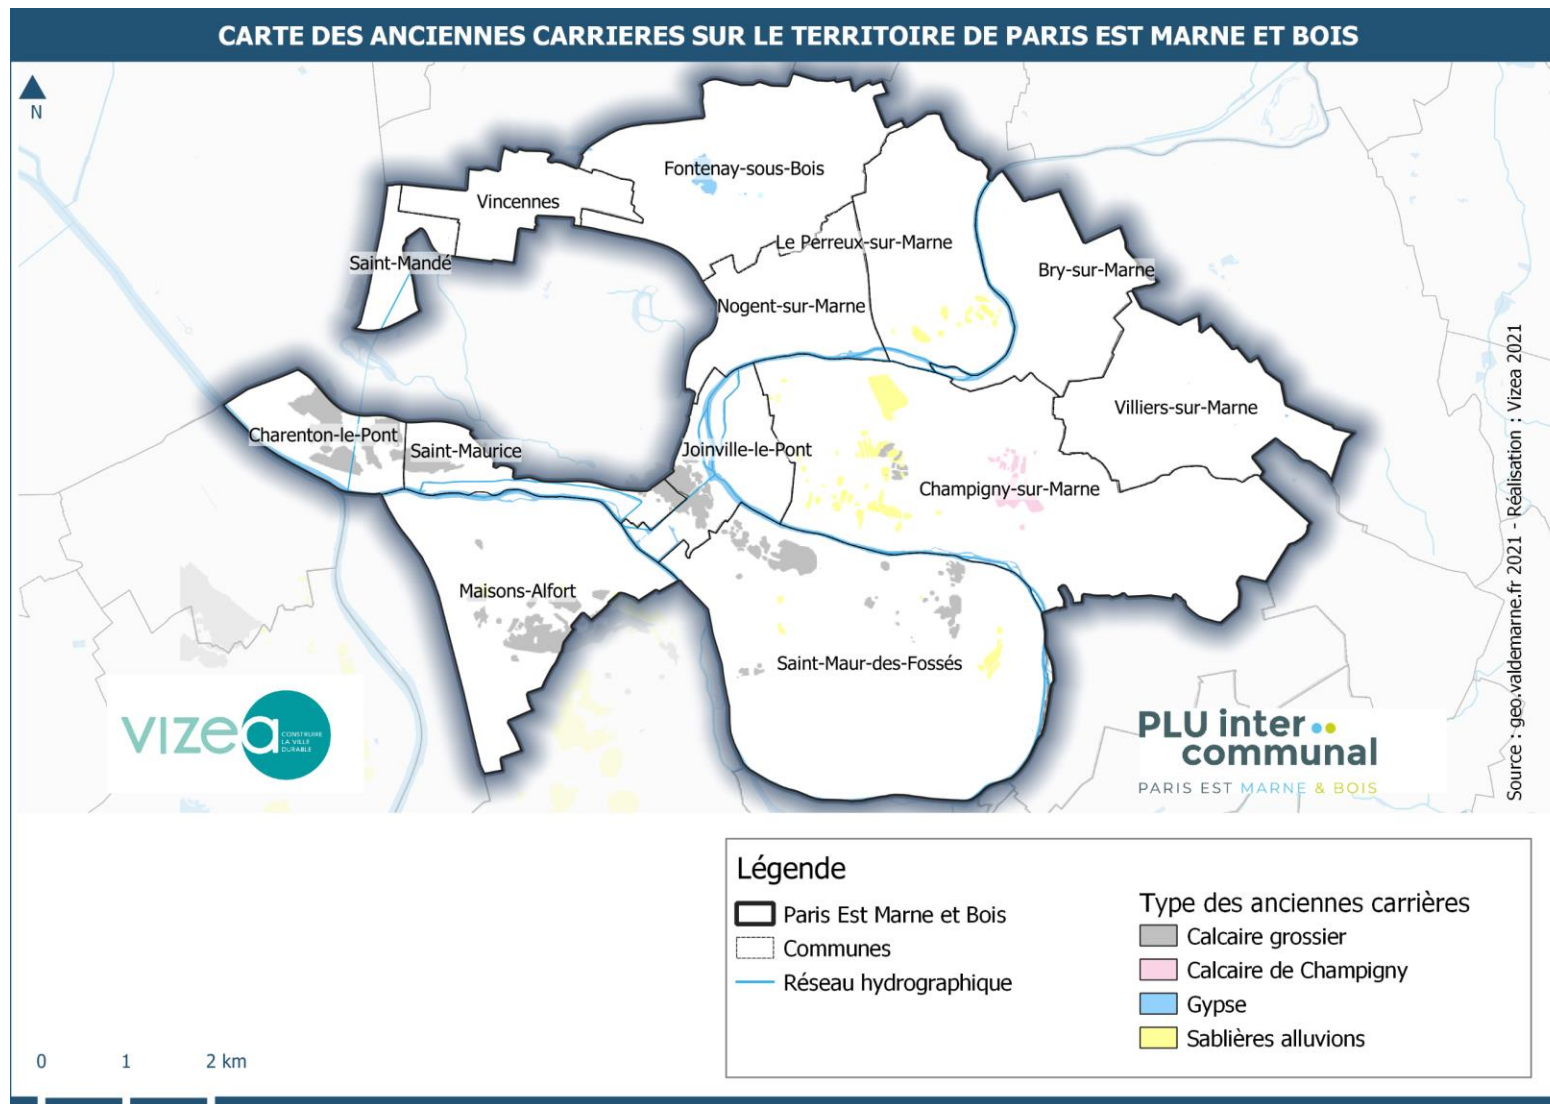 CARTE DES ANCIENNES CARRIERES SUR LE TERRITOIRE DE PARIS EST MARNE ET BOIS
N
Fontenay-sous-Bois
Vincennes
Le Perreux-sur-Marne
Saint-Mandé
Bry-sur-Marne
Nogent-sur-Marne
Villiers-sur-Marne
Charenton-le-Pont
Saint-Maurice
Joinville-le-Pont
Champigny-sur-Marne
Maisons-Alfort
Saint-Maur-des-Fossés
Source : geo.valdemarne.fr 2021 - Réalisation : Vizea 2021
vizea
CONSTRUIRE
LA VILLE
DURABLE
PLU inter
communal
PARIS EST MARNE & BOIS
Légende
Paris Est Marne et Bois
Communes
Réseau hydrographique
Type des anciennes carrières
Calcaire grossier
Calcaire de Champigny
Gypse
Sablières alluvions
0 1 2 km